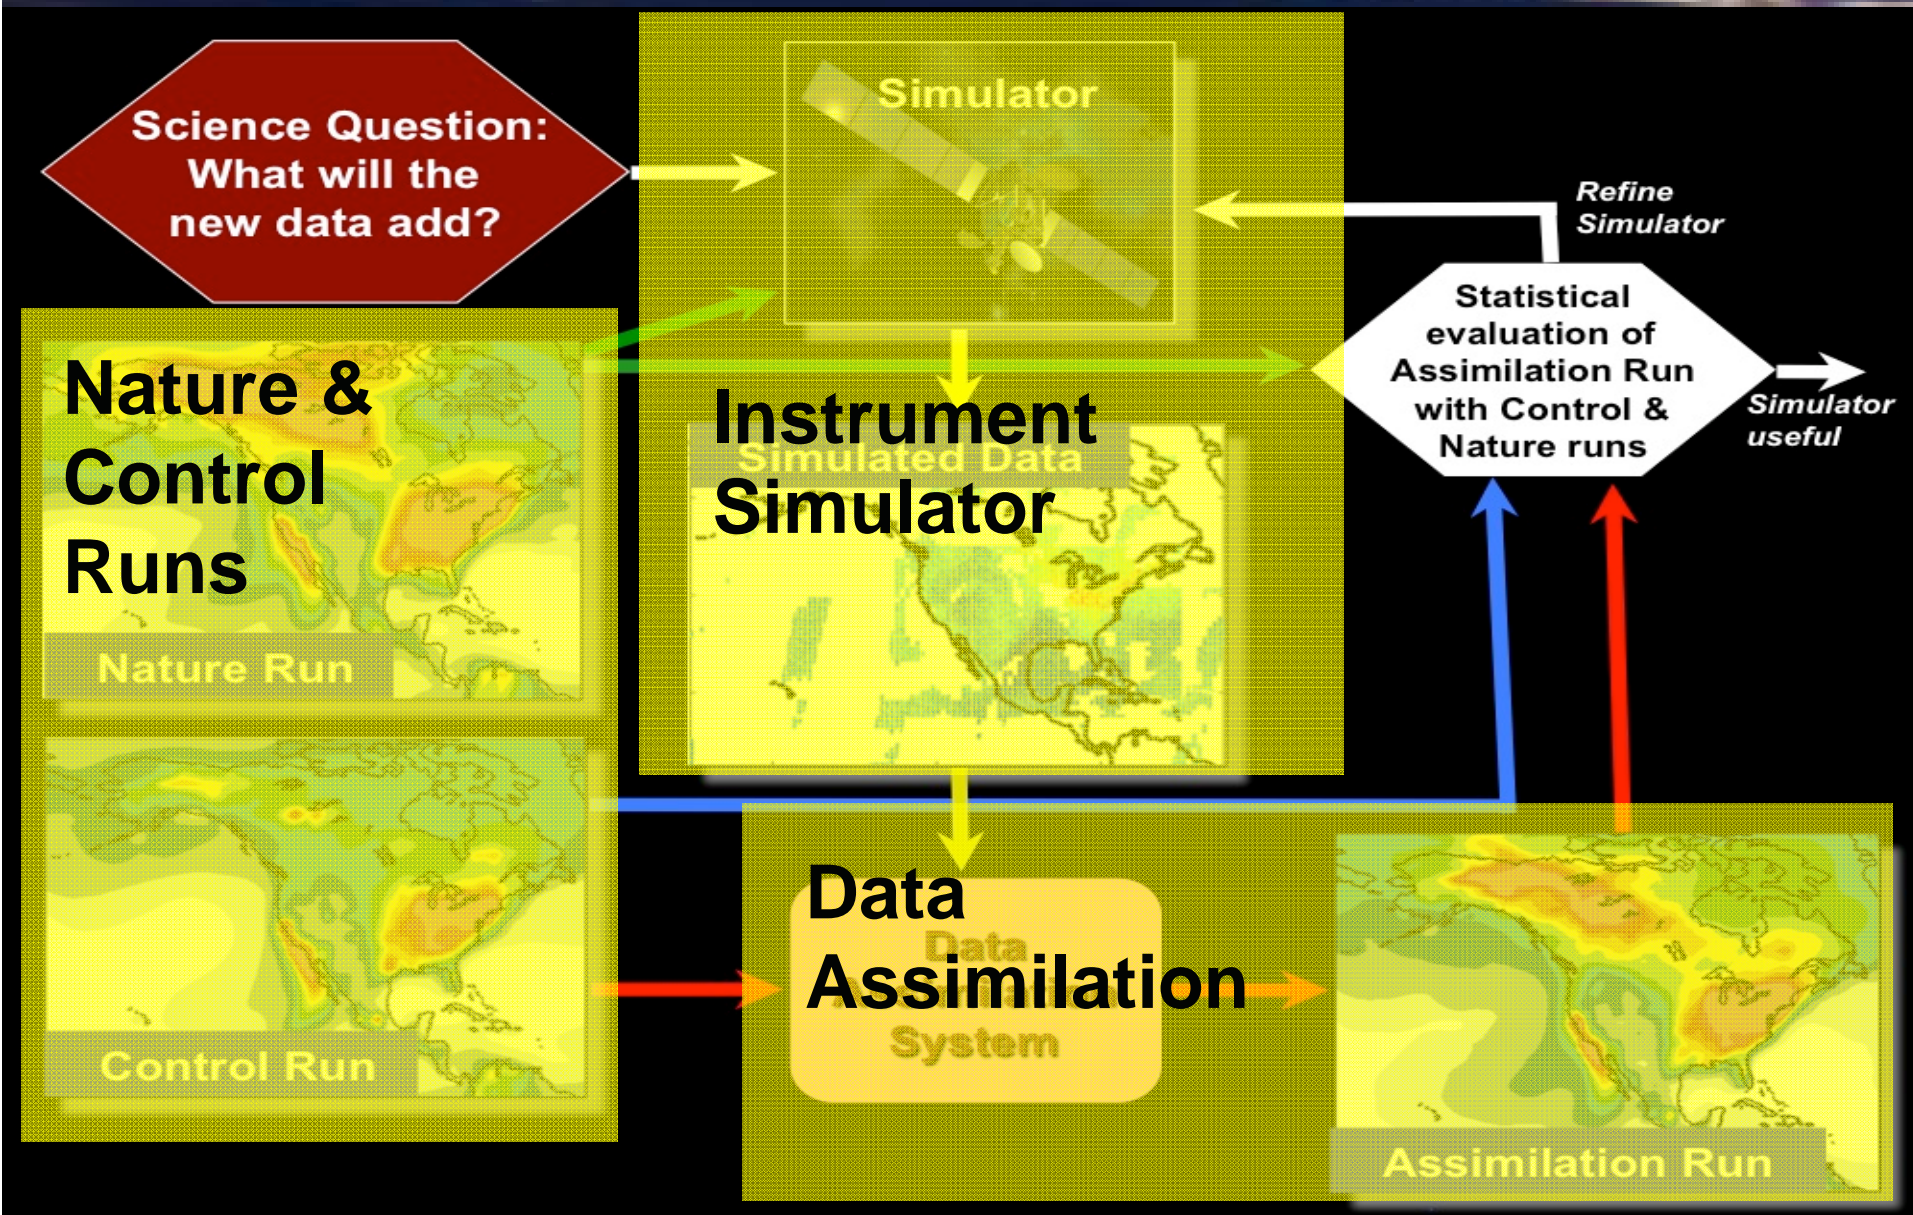 Science Question:
What will the
new data add?
Simulator
Refine
Simulator
Statistical
evaluation of
Assimilation Run
with Control &
Nature runs
Simulator
useful
Nature &
Control
Runs
Nature Run
Instrument
Simulated Data
Simulator
Control Run
Data
Data
Assimilation
System
Assimilation Run